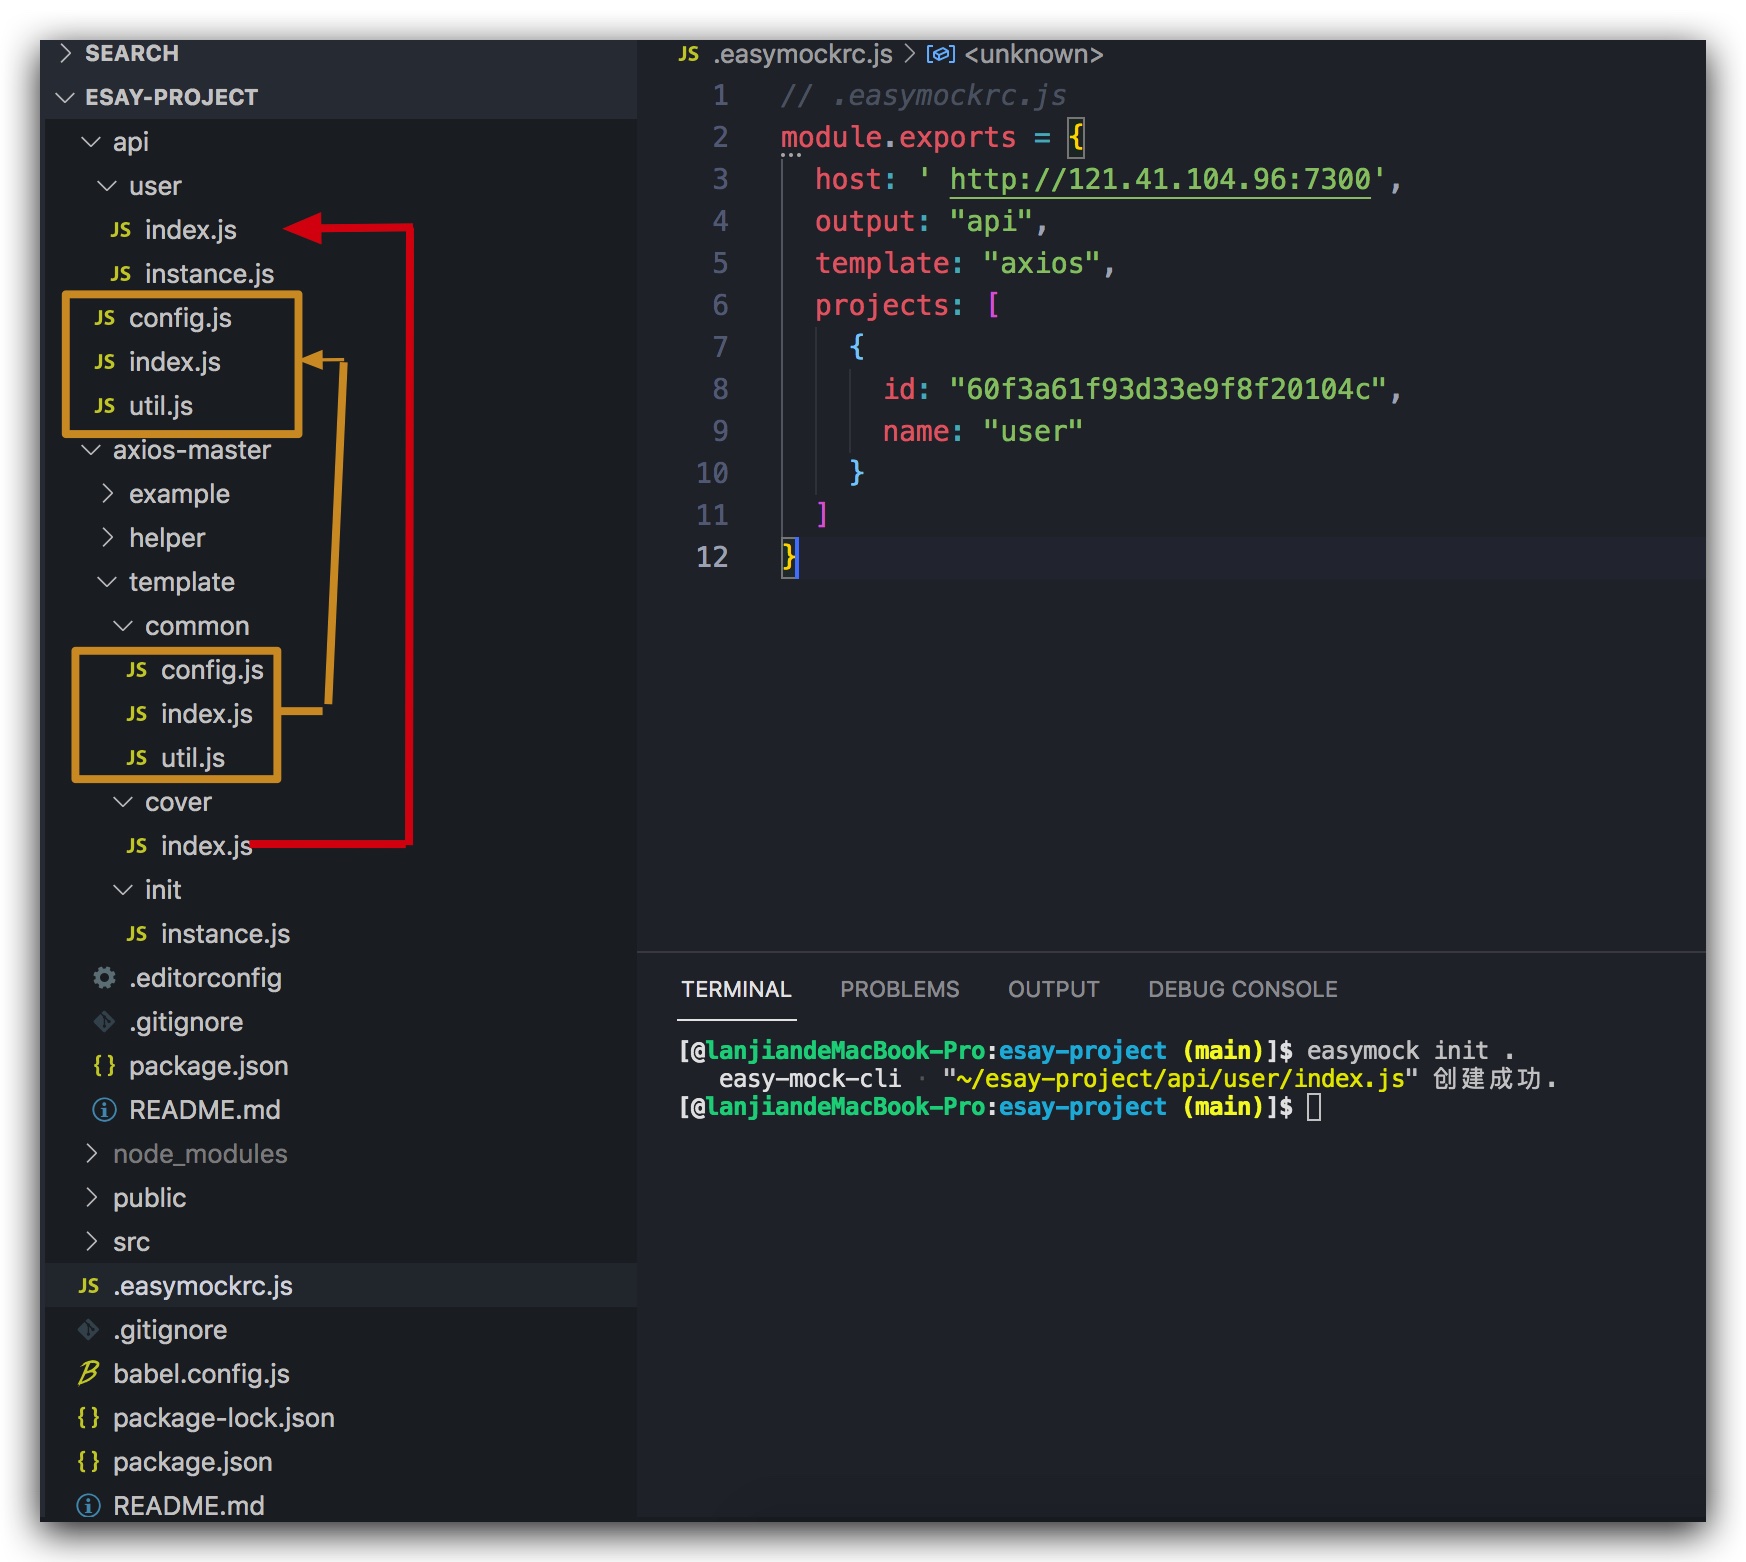 SEARCH
ESAY-PROJECT
api
user
JS index.js
JS instance.js
JS config.js
JS index.js
JS util.js
axios-master
example
helper
template
common
JS config.js
JS index.js
JS util.js
cover
JS index.js
init
JS instance.js
.editorconfig
.gitignore
{} package.json
README.md
node_modules
public
src
JS .easymockrc.js
.gitignore
babel.config.js
{} package-lock.json
{} package.json
README.md
JS .easymockrc.js > <unknown>
1 // .easymockrc.js
2 module.exports = {
3 host: ' http://121.41.104.96:7300',
4 output: "api",
5 template: "axios",
6 projects: [
7 {
8 id: "60f3a61f93d33e9f8f20104c",
9 name: "user"
10 }
11 ]
12 }
TERMINAL PROBLEMS OUTPUT DEBUG CONSOLE
[@lanjiandeMacBook-Pro:esay-project (main)]$ easymock init .
easy-mock-cli · "~/esay-project/api/user/index.js" 创建成功.
[@lanjiandeMacBook-Pro:esay-project (main)]$